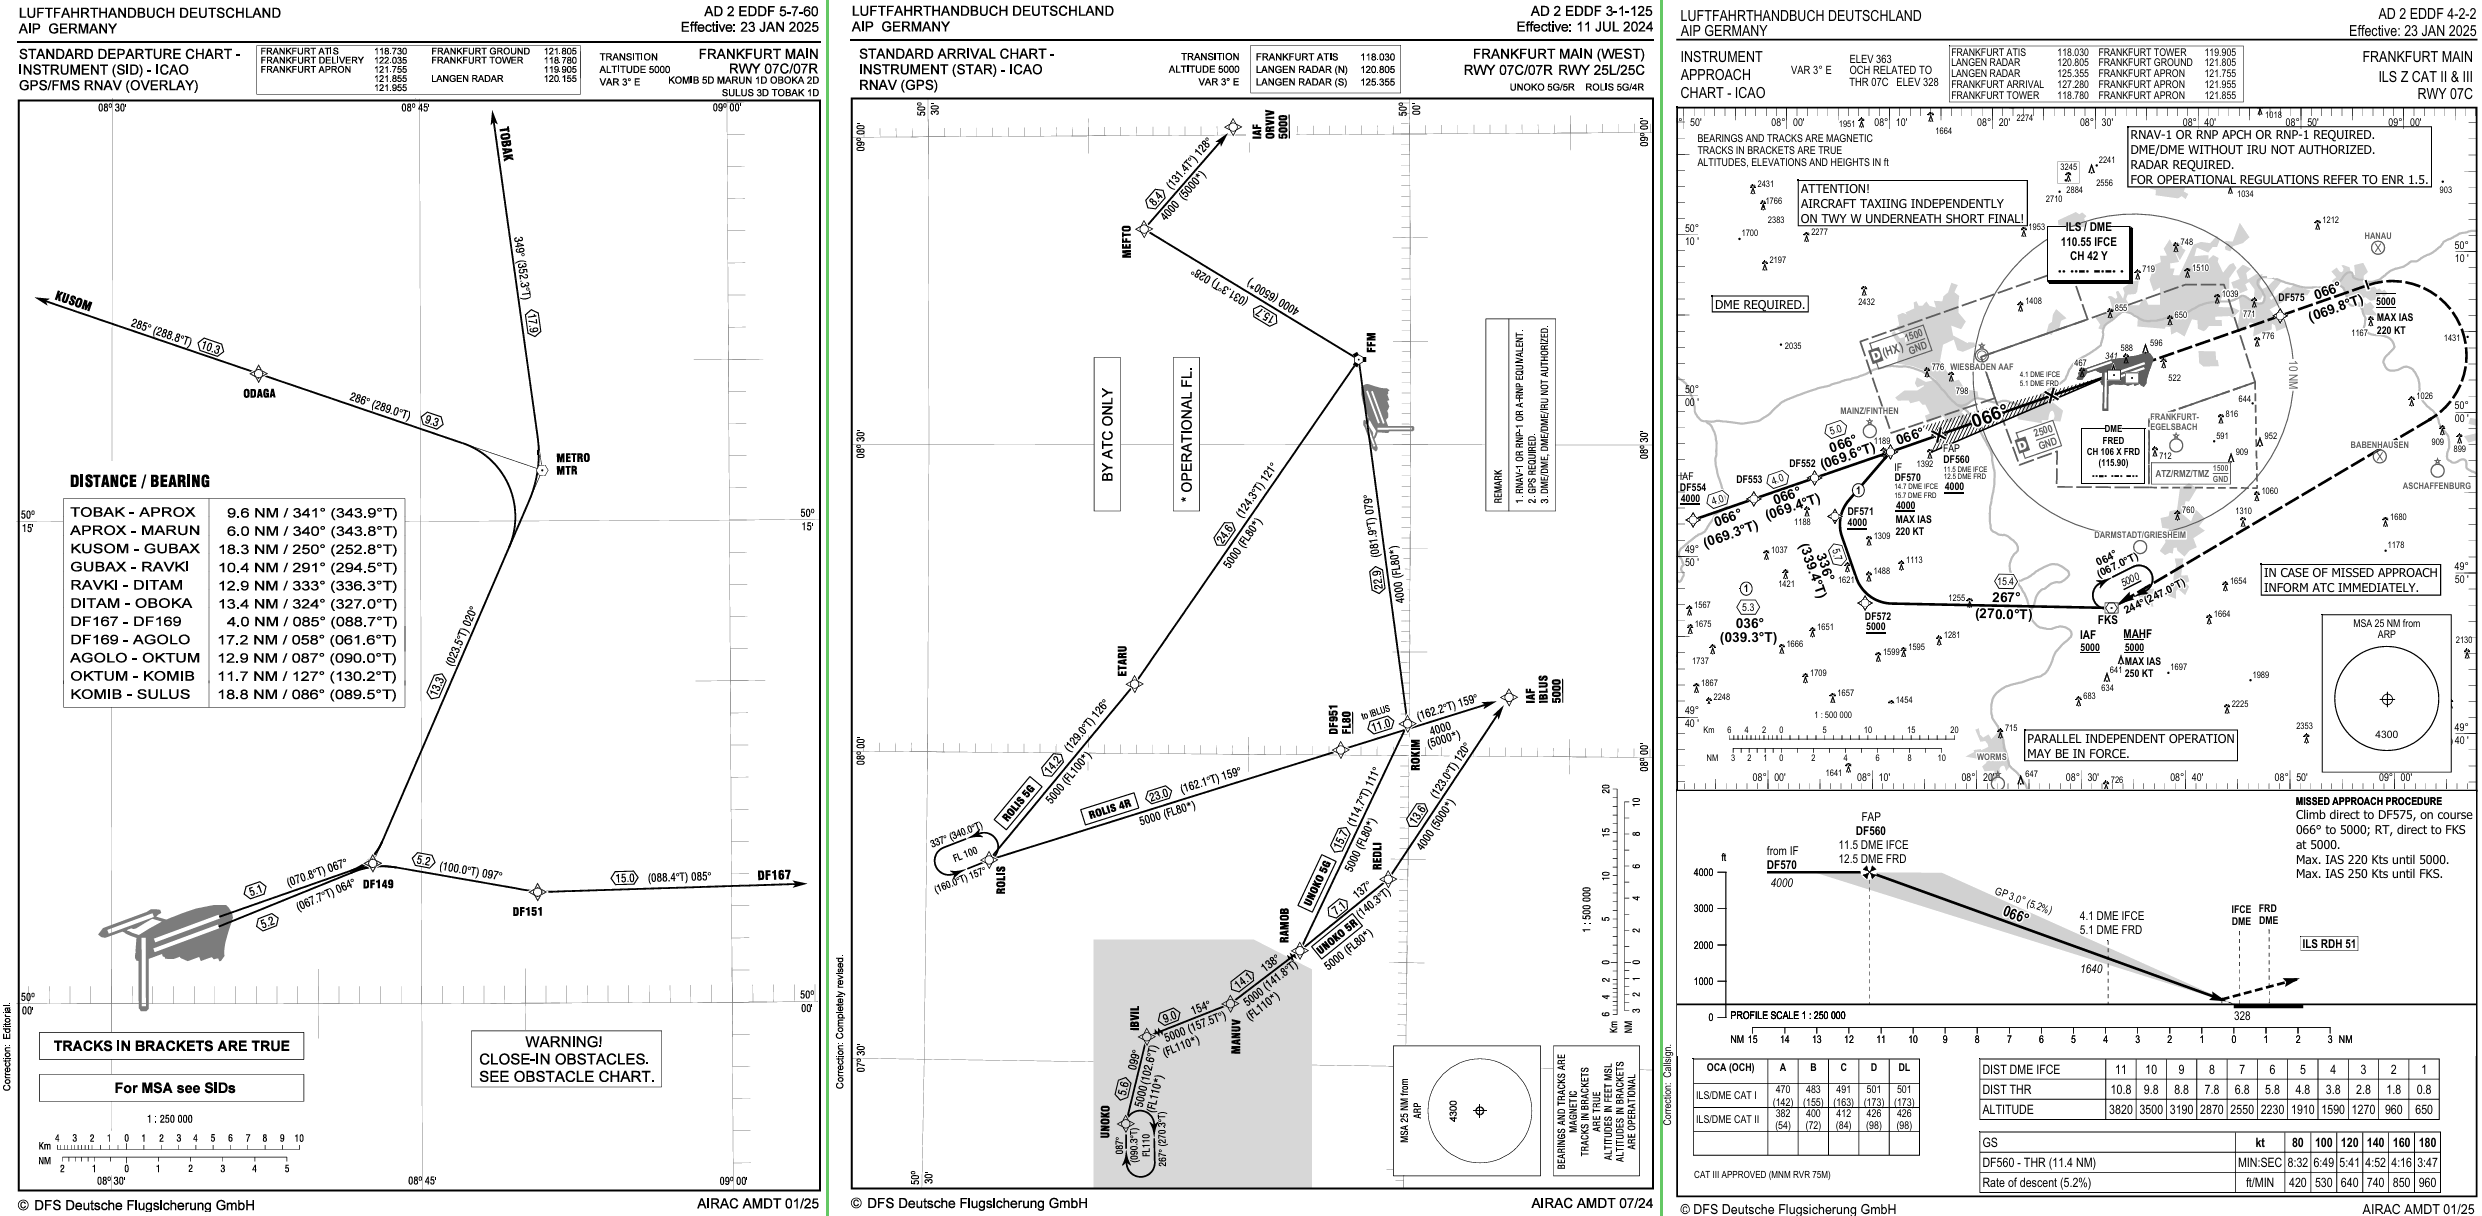 LUFTFAHRTHANDBUCH DEUTSCHLAND
AIP GERMANY
AD 2 EDDF 5-7-60
Effective: 23 JAN 2025
STANDARD DEPARTURE CHART -
INSTRUMENT (SID) - ICAO
GPS/FMS RNAV (OVERLAY)
FRANKFURT ATIS 118.730
FRANKFURT DELIVERY 122.035
FRANKFURT APRON 121.755
121.855
121.955
FRANKFURT GROUND 121.805
FRANKFURT TOWER 118.780
119.905
LANGEN RADAR 120.155
TRANSITION
ALTITUDE 5000
VAR 3° E
FRANKFURT MAIN
RWY 07C/07R
KOMIB 5D MARUN 1D OBOKA 2D
SULUS 3D TOBAK 1D
08° 30'
08° 45'
09° 00'
TOBAK
349° (352.3°T)
17.9
KUSOM
285° (288.8°T) 10.3
ODAGA
286° (289.0°T) 9.3
METRO
MTR
DISTANCE / BEARING
TOBAK - APROX 9.6 NM / 341° (343.9°T)
APROX - MARUN 6.0 NM / 340° (343.8°T)
KUSOM - GUBAX 18.3 NM / 250° (252.8°T)
GUBAX - RAVKI 10.4 NM / 291° (294.5°T)
RAVKI - DITAM 12.9 NM / 333° (336.3°T)
DITAM - OBOKA 13.4 NM / 324° (327.0°T)
DF167 - DF169 4.0 NM / 085° (088.7°T)
DF169 - AGOLO 17.2 NM / 058° (061.6°T)
AGOLO - OKTUM 12.9 NM / 087° (090.0°T)
OKTUM - KOMIB 11.7 NM / 127° (130.2°T)
KOMIB - SULUS 18.8 NM / 086° (089.5°T)
50°
15'
50°
15'
13.3 (023.5°T) 020°
5.1 (070.8°T) 067°
5.2 (067.7°T) 064°
DF149
5.2 (100.0°T) 097°
DF151
15.0 (088.4°T) 085°
DF167
50°
00'
50°
00'
TRACKS IN BRACKETS ARE TRUE
For MSA see SIDs
WARNING!
CLOSE-IN OBSTACLES.
SEE OBSTACLE CHART.
1 : 250 000
Km 4 3 2 1 0 1 2 3 4 5 6 7 8 9 10
NM 2 1 0 1 2 3 4 5
08° 30'
08° 45'
09° 00'
Correction: Editorial.
© DFS Deutsche Flugsicherung GmbH
AIRAC AMDT 01/25
LUFTFAHRTHANDBUCH DEUTSCHLAND
AIP GERMANY
AD 2 EDDF 3-1-125
Effective: 11 JUL 2024
STANDARD ARRIVAL CHART -
INSTRUMENT (STAR) - ICAO
RNAV (GPS)
TRANSITION
ALTITUDE 5000
VAR 3° E
FRANKFURT ATIS 118.030
LANGEN RADAR (N) 120.805
LANGEN RADAR (S) 125.355
FRANKFURT MAIN (WEST)
RWY 07C/07R RWY 25L/25C
UNOKO 5G/5R ROLIS 5G/4R
50° 30'
50° 00'
09° 00'
09° 00'
IAF
ORVIV
5000
8.4 (131.4T°) 128°
4000 (5000*)
MEFTO
(031.3°T) 028°
4000 (6500*)
15.7
FFM
BY ATC ONLY
* OPERATIONAL FL.
REMARK
1. RNAV-1 OR RNP-1 OR A-RNP EQUIVALENT.
2. GPS REQUIRED.
3. DME/DME, DME/DME/IRU NOT AUTHORIZED.
08° 30'
08° 30'
24.6 (124.3°T) 121°
5000 (FL80*)
22.9 (081.9°T) 079°
4000 (FL80*)
ETARU
14.2 (129.0°T) 126°
5000 (FL100*)
ROLIS 5G
DF951
FL80
to IBLUS
11.0
(162.2°T) 159°
4000
(5000*)
IAF
IBLUS
5000
ROKIM
08° 00'
08° 00'
ROLIS 4R 23.0 (162.1°T) 159°
5000 (FL80*)
337° (340.0°T)
FL 100
(160.0°T) 157°
ROLIS
UNOKO 5G 15.7 (114.7°T) 111°
5000 (FL80*)
13.6 (123.0°T) 120°
4000 (5000*)
REDLI
RAMOB
7.1 137°
UNOKO 5R (140.3°T)
5000 (FL80*)
14.1 138°
5000 (141.8°T)
(FL110*)
MANUV
IBVIL
9.0 154°
5000 (157.5T°)
(FL110*)
5.6 099°
5000 (102.6°T)
(FL110*)
UNOKO
087°
(090.3°T)
FL110
267° (270.3°T)
07° 30'
07° 30'
1 : 500 000
Km 6 4 2 0 5 10 15 20
NM 3 2 1 0 2 4 6 8 10
MSA 25 NM from
ARP
4300
BEARINGS AND TRACKS ARE
MAGNETIC
TRACKS IN BRACKETS
ARE TRUE
ALTITUDES IN FEET MSL
ALTITUDES IN BRACKETS
ARE OPERATIONAL
50° 30'
Correction: Completely revised.
© DFS Deutsche Flugsicherung GmbH
AIRAC AMDT 07/24
LUFTFAHRTHANDBUCH DEUTSCHLAND
AIP GERMANY
AD 2 EDDF 4-2-2
Effective: 23 JAN 2025
INSTRUMENT
APPROACH
CHART - ICAO
VAR 3° E
ELEV 363
OCH RELATED TO
THR 07C ELEV 328
FRANKFURT ATIS 118.030 FRANKFURT TOWER 119.905
LANGEN RADAR 120.805 FRANKFURT GROUND 121.805
LANGEN RADAR 125.355 FRANKFURT APRON 121.755
FRANKFURT ARRIVAL 127.280 FRANKFURT APRON 121.955
FRANKFURT TOWER 118.780 FRANKFURT APRON 121.855
FRANKFURT MAIN
ILS Z CAT II & III
RWY 07C
BEARINGS AND TRACKS ARE MAGNETIC
TRACKS IN BRACKETS ARE TRUE
ALTITUDES, ELEVATIONS AND HEIGHTS IN ft
RNAV-1 OR RNP APCH OR RNP-1 REQUIRED.
DME/DME WITHOUT IRU NOT AUTHORIZED.
RADAR REQUIRED.
FOR OPERATIONAL REGULATIONS REFER TO ENR 1.5.
ATTENTION!
AIRCRAFT TAXIING INDEPENDENTLY
ON TWY W UNDERNEATH SHORT FINAL!
ILS / DME
110.55 IFCE
CH 42 Y
DME REQUIRED.
HANAU
DF575
066°
(069.8°T)
5000
MAX IAS
220 KT
D (HX) 1500
GND
WIESBADEN AAF
4.1 DME IFCE
5.1 DME FRD
10 NM
MAINZ/FINTHEN
066°
FRANKFURT-
EGELSBACH
DME
FRED
CH 106 X FRD
(115.90)
D 2500
GND
ATZ/RMZ/TMZ 1500
GND
BABENHAUSEN
ASCHAFFENBURG
DARMSTADT/GRIESHEIM
IAF
DF554
4000
4.0
066°
(069.3°T)
DF553
4.0
066°
(069.4°T)
DF552
5.0
066°
(069.6°T)
066°
IF
DF570
14.7 DME IFCE
15.7 DME FRD
4000
MAX IAS
220 KT
FAP
DF560
11.5 DME IFCE
12.5 DME FRD
4000
1
DF571
4000
5.7
336°
(339.4°T)
1
5.3
036°
(039.3°T)
DF572
5000
15.4
267°
(270.0°T)
064°
(067.0°T)
5000
244° (247.0°T)
FKS
IAF
5000
MAHF
5000
MAX IAS
250 KT
IN CASE OF MISSED APPROACH
INFORM ATC IMMEDIATELY.
MSA 25 NM from
ARP
4300
1 : 500 000
Km 6 4 2 0 5 10 15 20
NM 3 2 1 0 2 4 6 8 10
PARALLEL INDEPENDENT OPERATION
MAY BE IN FORCE.
WORMS
MISSED APPROACH PROCEDURE
Climb direct to DF575, on course
066° to 5000; RT, direct to FKS
at 5000.
Max. IAS 220 Kts until 5000.
Max. IAS 250 Kts until FKS.
FAP
DF560
11.5 DME IFCE
12.5 DME FRD
from IF
DF570
4000
ft
4000
3000
2000
1000
0
GP3.0° (5.2%)
066°
4.1 DME IFCE
5.1 DME FRD
1640
IFCE
DME
FRD
DME
ILS RDH 51
328
PROFILE SCALE 1 : 250 000
NM 15 14 13 12 11 10 9 8 7 6 5 4 3 2 1 0 1 2 3 NM
OCA (OCH) A B C D DL
ILS/DME CAT I 470 483 491 501 501
(142) (155) (163) (173) (173)
ILS/DME CAT II 382 400 412 426 426
(54) (72) (84) (98) (98)
CAT III APPROVED (MNM RVR 75M)
DIST DME IFCE 11 10 9 8 7 6 5 4 3 2 1
DIST THR 10.8 9.8 8.8 7.8 6.8 5.8 4.8 3.8 2.8 1.8 0.8
ALTITUDE 3820 3500 3190 2870 2550 2230 1910 1590 1270 960 650
GS kt 80 100 120 140 160 180
DF560 - THR (11.4 NM) MIN:SEC 8:32 6:49 5:41 4:52 4:16 3:47
Rate of descent (5.2%) ft/MIN 420 530 640 740 850 960
Correction: Callsign.
© DFS Deutsche Flugsicherung GmbH
AIRAC AMDT 01/25